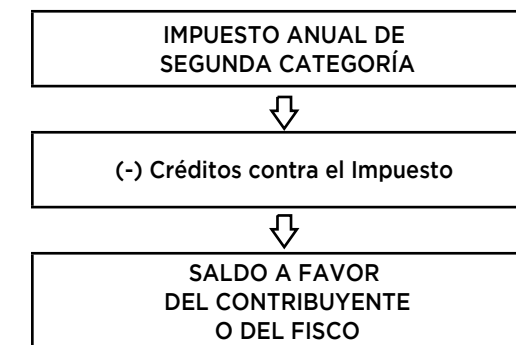 IMPUESTO ANUAL DE
SEGUNDA CATEGORÍA
(-) Créditos contra el Impuesto
SALDO A FAVOR
DEL CONTRIBUYENTE
O DEL FISCO